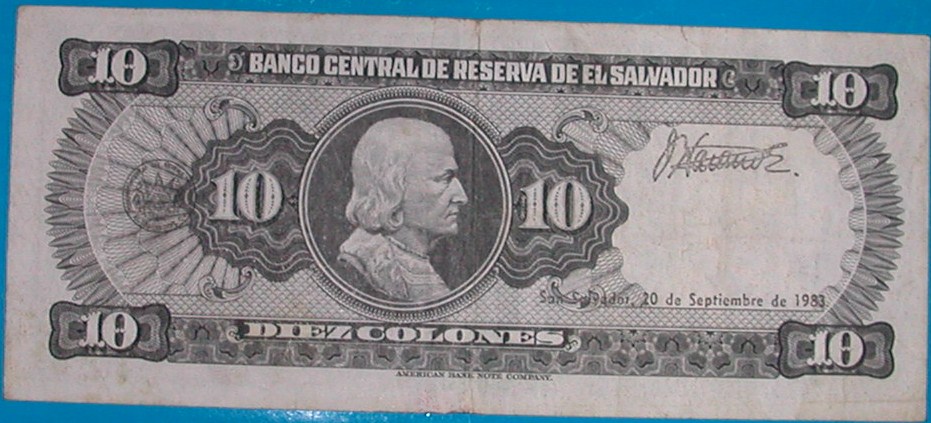 10 BANCO CENTRAL DE RESERVA DE EL SALVADOR 10
10 10
San Salvador, 20 de Septiembre de 1983
10 DIEZ COLONES 10
AMERICAN BANK NOTE COMPANY.